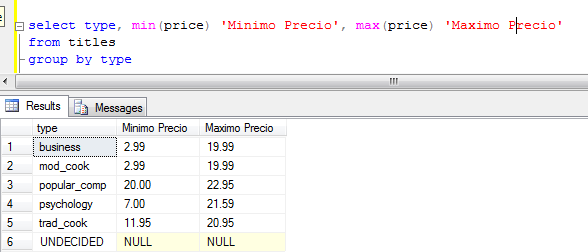 select type, min(price) 'Minimo Precio', max(price) 'Maximo Precio'
from titles
group by type
Results Messages
type Minimo Precio Maximo Precio
1 business 2.99 19.99
2 mod_cook 2.99 19.99
3 popular_comp 20.00 22.95
4 psychology 7.00 21.59
5 trad_cook 11.95 20.95
6 UNDECIDED NULL NULL